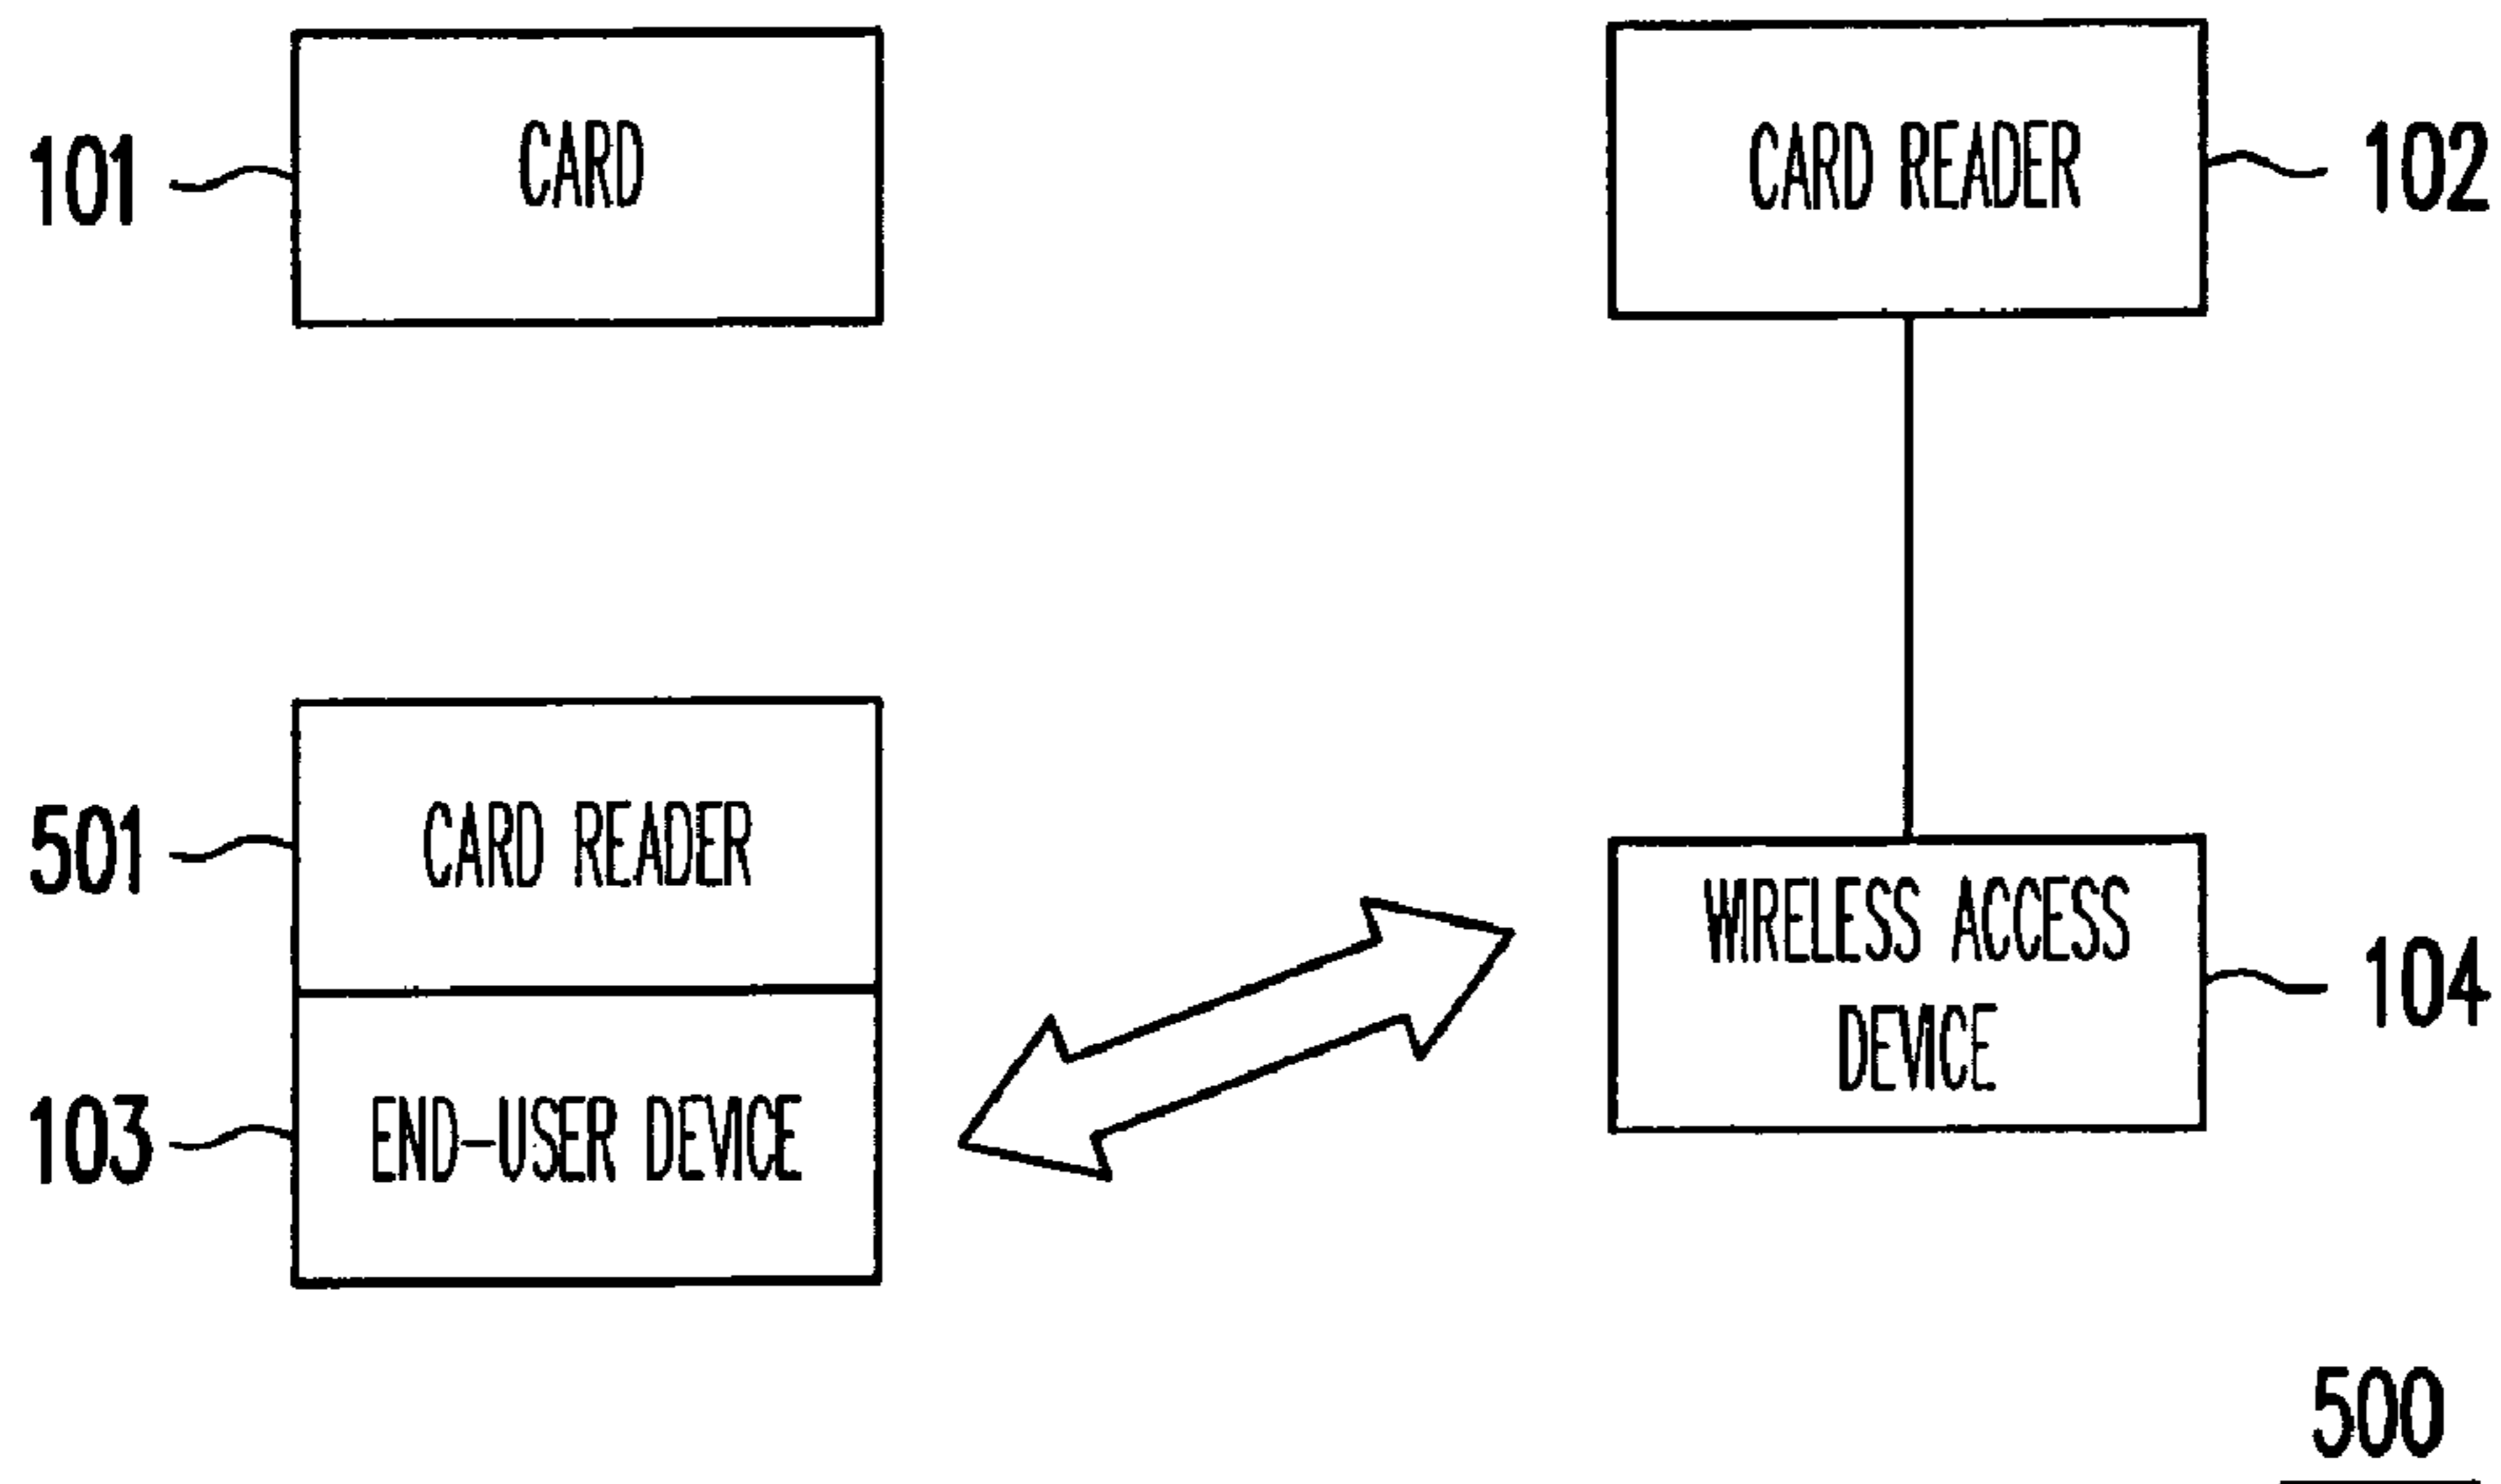 101
CARD
CARD READER
102
501
CARD READER
103
END-USER DEVICE
WIRELESS ACCESS
DEVICE
104
500